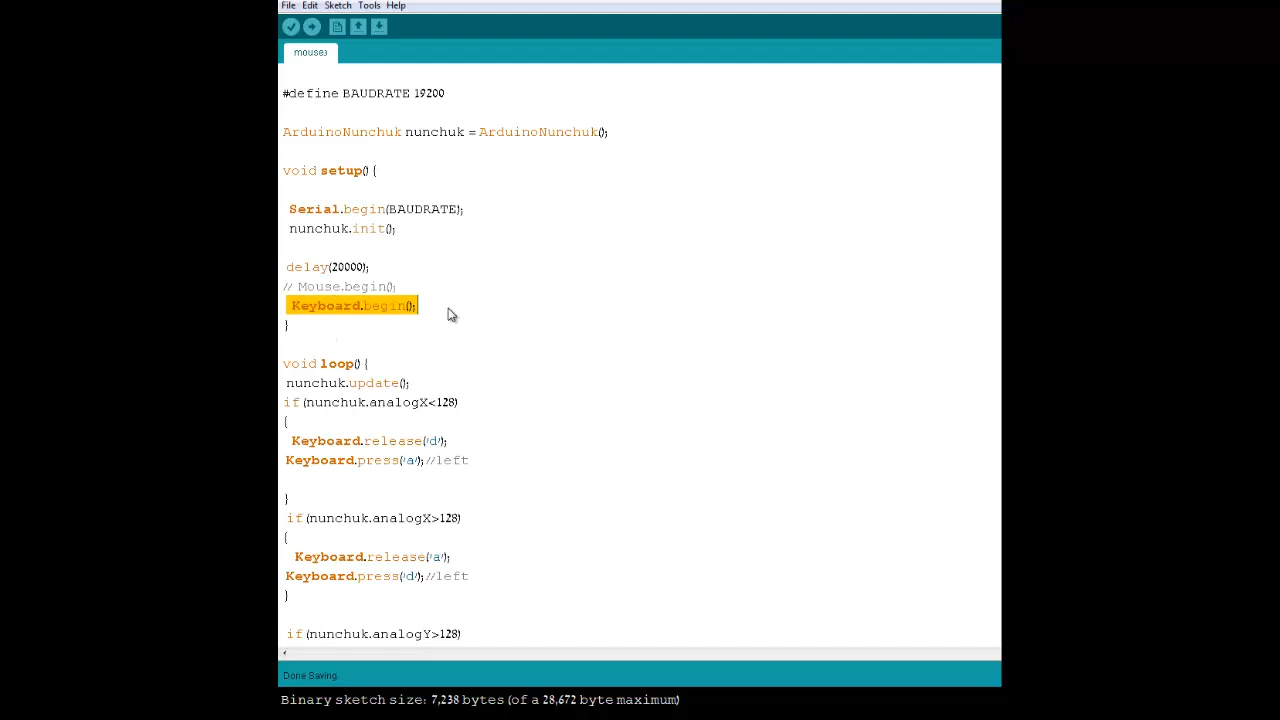 File Edit Sketch Tools Help
mouse3
#define BAUDRATE 19200
ArduinoNunchuk nunchuk = ArduinoNunchuk();
void setup() {
Serial.begin(BAUDRATE);
nunchuk.init();
delay(20000);
// Mouse.begin();
Keyboard.begin();
}
void loop() {
nunchuk.update();
if (nunchuk.analogX<128)
{
Keyboard.release('d');
Keyboard.press('a');//left
}
if (nunchuk.analogX>128)
{
Keyboard.release('a');
Keyboard.press('d');//left
}
if (nunchuk.analogY>128)
Done Saving.
Binary sketch size: 7,238 bytes (of a 28,672 byte maximum)